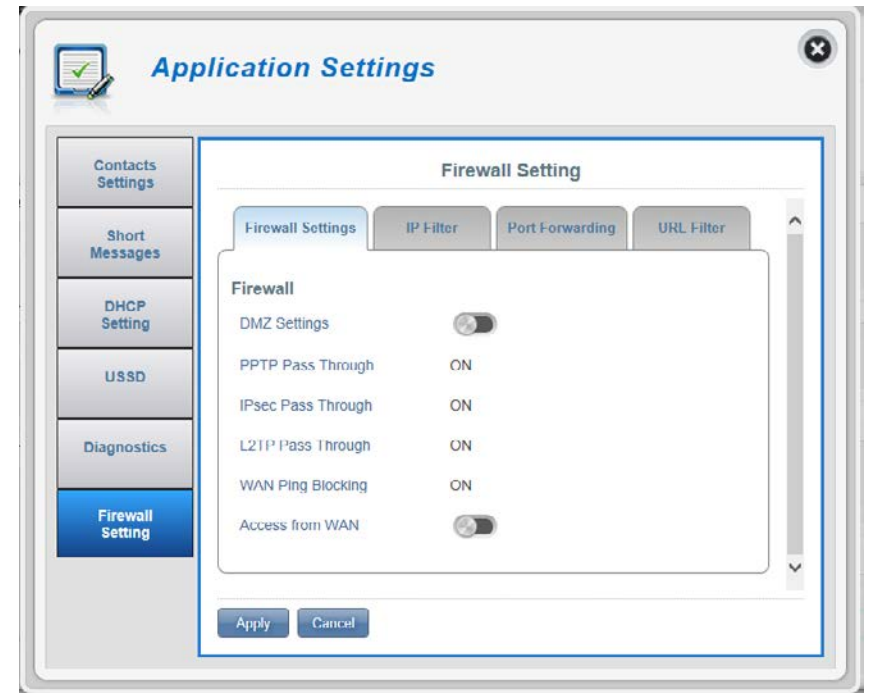 Application Settings
Contacts
Settings
Short
Messages
DHCP
Setting
USSD
Diagnostics
Firewall
Setting
Firewall Setting
Firewall Settings IP Filter Port Forwarding URL Filter
Firewall
DMZ Settings
PPTP Pass Through ON
IPsec Pass Through ON
L2TP Pass Through ON
WAN Ping Blocking ON
Access from WAN
Apply Cancel